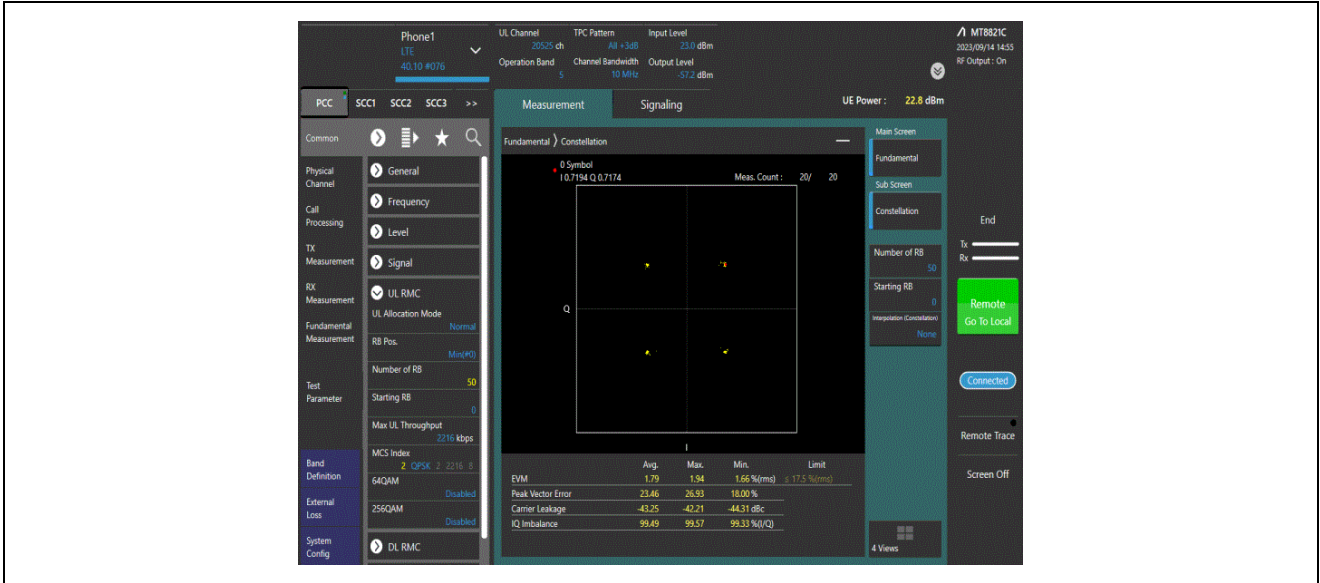 Phone1
LTE
40.10 #076
UL Channel
20525 ch
TPC Pattern
All +3dB
Input Level
23.0 dBm
Operation Band
5
Channel Bandwidth
10 MHz
Output Level
-57.2 dBm
MT8821C
2023/09/14 14:55
RF Output : On
PCC SCC1 SCC2 SCC3 >>
Measurement Signaling
UE Power : 22.8 dBm
Common
Physical
Channel
Call
Processing
TX
Measurement
RX
Measurement
Fundamental
Measurement
Test
Parameter
Band
Definition
External
Loss
System
Config
General
Frequency
Level
Signal
UL RMC
UL Allocation Mode
Normal
RB Pos.
Min(#0)
Number of RB
50
Starting RB
0
Max UL Throughput
2216 kbps
MCS Index
2 QPSK 2 2216 8
64QAM
Disabled
256QAM
Disabled
DL RMC
Fundamental 〉 Constellation
0 Symbol
I 0.7194 Q 0.7174
Meas. Count : 20/ 20
Q
I
Avg. Max. Min. Limit
EVM 1.79 1.94 1.66 %(rms) ≤ 17.5 %(rms)
Peak Vector Error 23.46 26.93 18.00 %
Carrier Leakage -43.25 -42.21 -44.31 dBc
IQ Imbalance 99.49 99.57 99.33 %(I/Q)
Main Screen
Fundamental
Sub Screen
Constellation
Number of RB
50
Starting RB
0
Interpolation (Constellation)
None
4 Views
End
Tx
Rx
Remote
Go To Local
Connected
Remote Trace
Screen Off